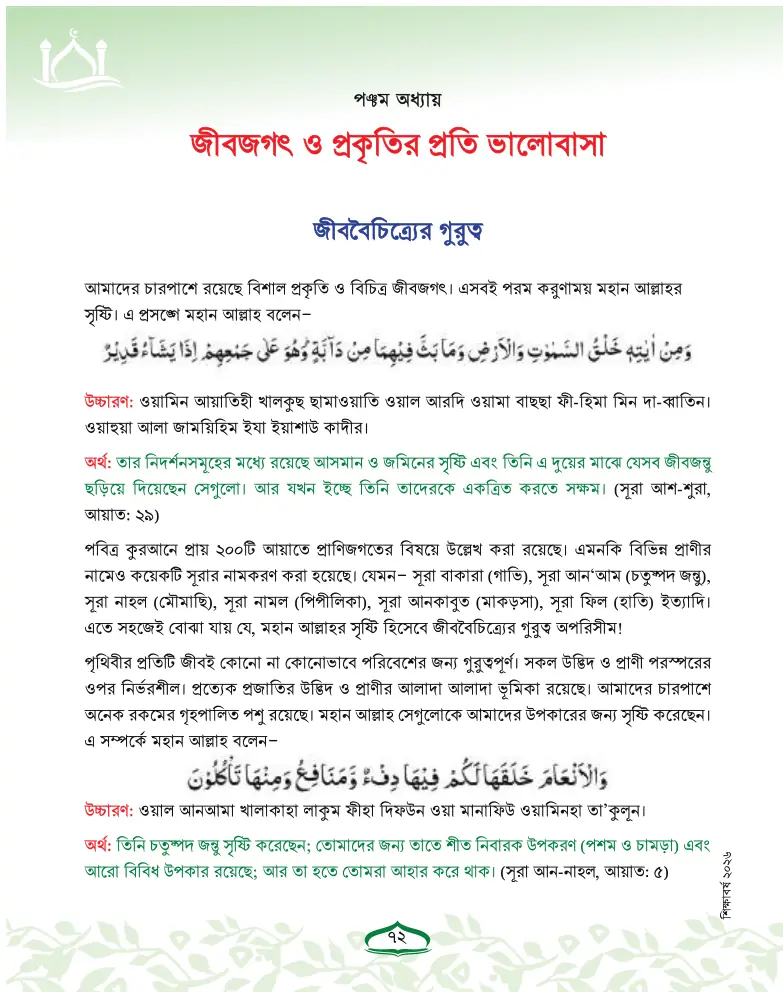 পঞ্চম অধ্যায়
জীবজগৎ ও প্রকৃতির প্রতি ভালোবাসা
জীববৈচিত্র্যের গুরুত্ব
আমাদের চারপাশে রয়েছে বিশাল প্রকৃতি ও বিচিত্র জীবজগৎ। এসবই পরম করুণাময় মহান আল্লাহর
সৃষ্টি। এ প্রসঙ্গে মহান আল্লাহ বলেন–
وَمِنْ اٰيٰتِهٖ خَلْقُ السَّمٰوٰتِ وَالْاَرْضِ وَمَا بَثَّ فِيْهِمَا مِنْ دَآبَّةٍ وَّهُوَ عَلٰى جَمْعِهِمْ اِذَا يَشَآءُ قَدِيْرٌ
উচ্চারণ: ওয়ামিন আয়াতিহী খালকুছ ছামাওয়াতি ওয়াল আরদি ওয়ামা বাছছা ফী-হিমা মিন দা-ব্বাতিন।
ওয়াহুয়া আলা জাময়িহিম ইযা ইয়াশাউ কাদীর।
অর্থ: তার নিদর্শনসমূহের মধ্যে রয়েছে আসমান ও জমিনের সৃষ্টি এবং তিনি এ দুয়ের মাঝে যেসব জীবজন্তু
ছড়িয়ে দিয়েছেন সেগুলো। আর যখন ইচ্ছে তিনি তাদেরকে একত্রিত করতে সক্ষম। (সূরা আশ-শুরা,
আয়াত: ২৯)
পবিত্র কুরআনে প্রায় ২০০টি আয়াতে প্রাণিজগতের বিষয়ে উল্লেখ করা রয়েছে। এমনকি বিভিন্ন প্রাণীর
নামেও কয়েকটি সূরার নামকরণ করা হয়েছে। যেমন– সূরা বাকারা (গাভি), সূরা আন‘আম (চতুষ্পদ জন্তু),
সূরা নাহল (মৌমাছি), সূরা নামল (পিপীলিকা), সূরা আনকাবুত (মাকড়সা), সূরা ফিল (হাতি) ইত্যাদি।
এতে সহজেই বোঝা যায় যে, মহান আল্লাহর সৃষ্টি হিসেবে জীববৈচিত্র্যের গুরুত্ব অপরিসীম!
পৃথিবীর প্রতিটি জীবই কোনো না কোনোভাবে পরিবেশের জন্য গুরুত্বপূর্ণ। সকল উদ্ভিদ ও প্রাণী পরস্পরের
ওপর নির্ভরশীল। প্রত্যেক প্রজাতির উদ্ভিদ ও প্রাণীর আলাদা আলাদা ভূমিকা রয়েছে। আমাদের চারপাশে
অনেক রকমের গৃহপালিত পশু রয়েছে। মহান আল্লাহ সেগুলোকে আমাদের উপকারের জন্য সৃষ্টি করেছেন।
এ সম্পর্কে মহান আল্লাহ বলেন–
وَالْاَنْعَامَ خَلَقَهَا لَكُمْ فِيْهَا دِفْءٌ وَّمَنَافِعُ وَمِنْهَا تَأْكُلُوْنَ
উচ্চারণ: ওয়াল আনআমা খালাকাহা লাকুম ফীহা দিফউন ওয়া মানাফিউ ওয়ামিনহা তা’কুলূন।
অর্থ: তিনি চতুষ্পদ জন্তু সৃষ্টি করেছেন; তোমাদের জন্য তাতে শীত নিবারক উপকরণ (পশম ও চামড়া) এবং
আরো বিবিধ উপকার রয়েছে; আর তা হতে তোমরা আহার করে থাক। (সূরা আন-নাহল, আয়াত: ৫)
শিক্ষাবর্ষ ২০২৬
৭২